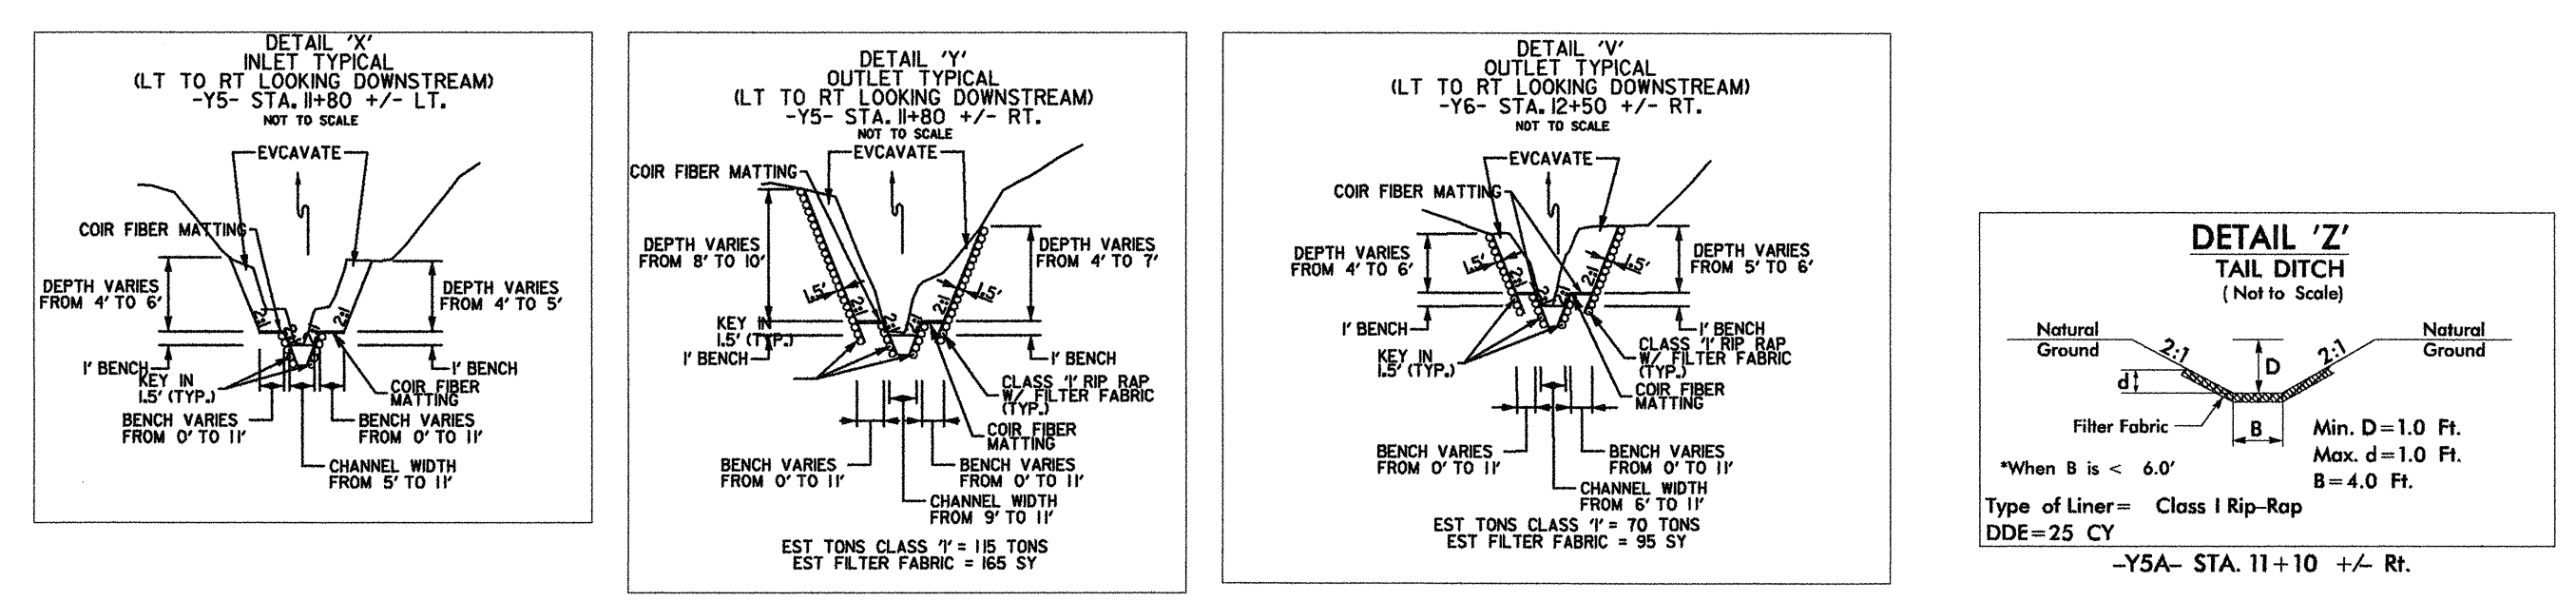 DETAIL 'X'
INLET TYPICAL
(LT TO RT LOOKING DOWNSTREAM)
-Y5- STA. 11+80 +/- LT.
NOT TO SCALE
EVCAVATE
COIR FIBER MATTING
DEPTH VARIES
FROM 4' TO 6'
DEPTH VARIES
FROM 4' TO 5'
2:1
2:1
1' BENCH
1' BENCH
KEY IN
1.5' (TYP.)
COIR FIBER
MATTING
BENCH VARIES
FROM 0' TO 11'
BENCH VARIES
FROM 0' TO 11'
CHANNEL WIDTH
FROM 5' TO 11'
DETAIL 'Y'
OUTLET TYPICAL
(LT TO RT LOOKING DOWNSTREAM)
-Y5- STA. 11+80 +/- RT.
NOT TO SCALE
EVCAVATE
COIR FIBER MATTING
DEPTH VARIES
FROM 8' TO 10'
DEPTH VARIES
FROM 4' TO 7'
1.5'
1.5'
2:1
2:1
2:1
2:1
KEY IN
1.5' (TYP.)
1' BENCH
1' BENCH
CLASS 'I' RIP RAP
W/ FILTER FABRIC
(TYP.)
COIR FIBER
MATTING
BENCH VARIES
FROM 0' TO 11'
BENCH VARIES
FROM 0' TO 11'
CHANNEL WIDTH
FROM 9' TO 11'
EST TONS CLASS 'I' = 115 TONS
EST FILTER FABRIC = 165 SY
DETAIL 'V'
OUTLET TYPICAL
(LT TO RT LOOKING DOWNSTREAM)
-Y6- STA. 12+50 +/- RT.
NOT TO SCALE
EVCAVATE
COIR FIBER MATTING
DEPTH VARIES
FROM 4' TO 6'
DEPTH VARIES
FROM 5' TO 6'
1.5'
1.5'
2:1
2:1
1' BENCH
1' BENCH
KEY IN
1.5' (TYP.)
CLASS 'I' RIP RAP
W/ FILTER FABRIC
(TYP.)
COIR FIBER
MATTING
BENCH VARIES
FROM 0' TO 11'
BENCH VARIES
FROM 0' TO 11'
CHANNEL WIDTH
FROM 6' TO 11'
EST TONS CLASS 'I' = 70 TONS
EST FILTER FABRIC = 95 SY
DETAIL 'Z'
TAIL DITCH
( Not to Scale)
Natural
Ground
Natural
Ground
2:1
2:1
D
d
Filter Fabric
B
Min. D=1.0 Ft.
Max. d=1.0 Ft.
B=4.0 Ft.
*When B is < 6.0'
Type of Liner= Class I Rip-Rap
DDE=25 CY
-Y5A- STA. 11+10 +/- Rt.